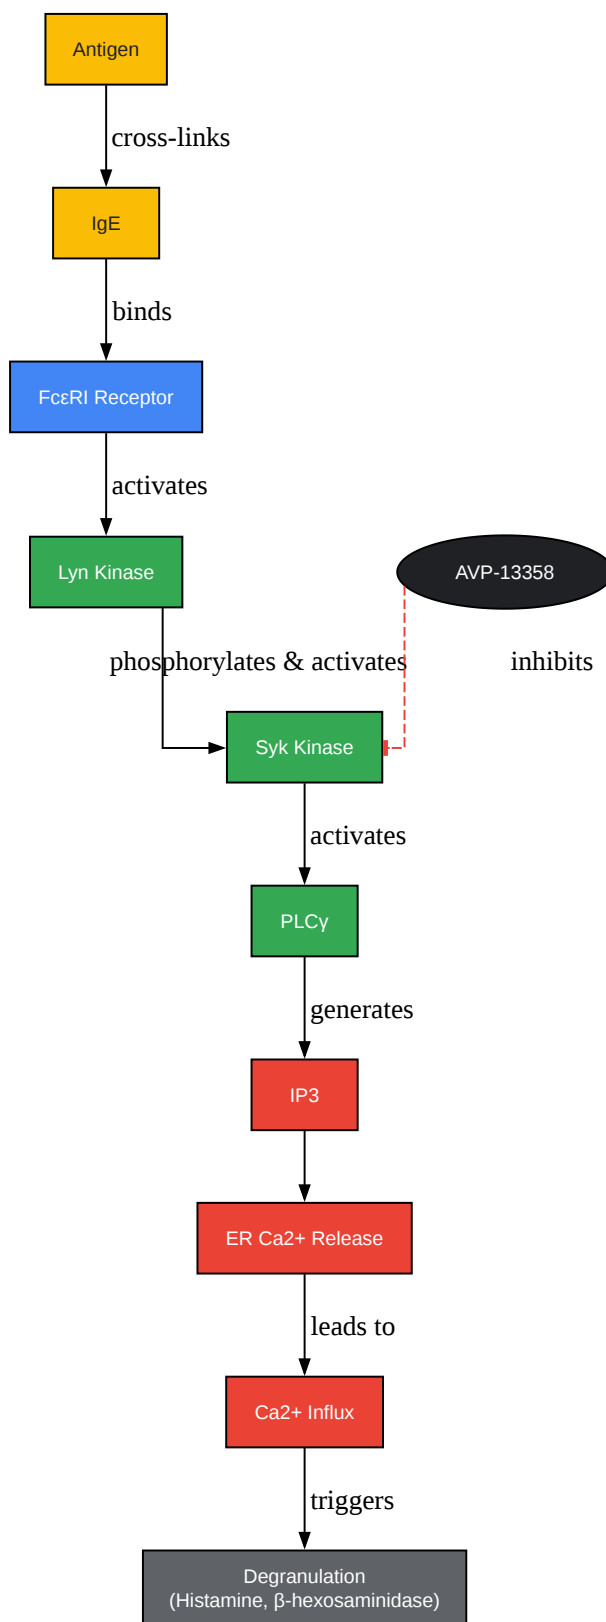 Antigen
cross-links
IgE
binds
FcεRI Receptor
activates
Lyn Kinase
AVP-13358
phosphorylates & activates
inhibits
Syk Kinase
activates
PLCγ
generates
IP3
ER Ca2+ Release
leads to
Ca2+ Influx
triggers
Degranulation
(Histamine, β-hexosaminidase)